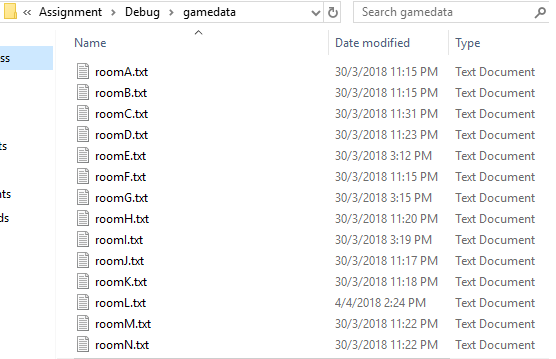 « Assignment > Debug > gamedata
Search gamedata
ss
ts
nts
ds
Name Date modified Type
roomA.txt 30/3/2018 11:15 PM Text Document
roomB.txt 30/3/2018 11:15 PM Text Document
roomC.txt 30/3/2018 11:31 PM Text Document
roomD.txt 30/3/2018 11:23 PM Text Document
roomE.txt 30/3/2018 3:12 PM Text Document
roomF.txt 30/3/2018 11:15 PM Text Document
roomG.txt 30/3/2018 3:15 PM Text Document
roomH.txt 30/3/2018 11:20 PM Text Document
roomI.txt 30/3/2018 3:19 PM Text Document
roomJ.txt 30/3/2018 11:17 PM Text Document
roomK.txt 30/3/2018 11:18 PM Text Document
roomL.txt 4/4/2018 2:24 PM Text Document
roomM.txt 30/3/2018 11:22 PM Text Document
roomN.txt 30/3/2018 11:22 PM Text Document